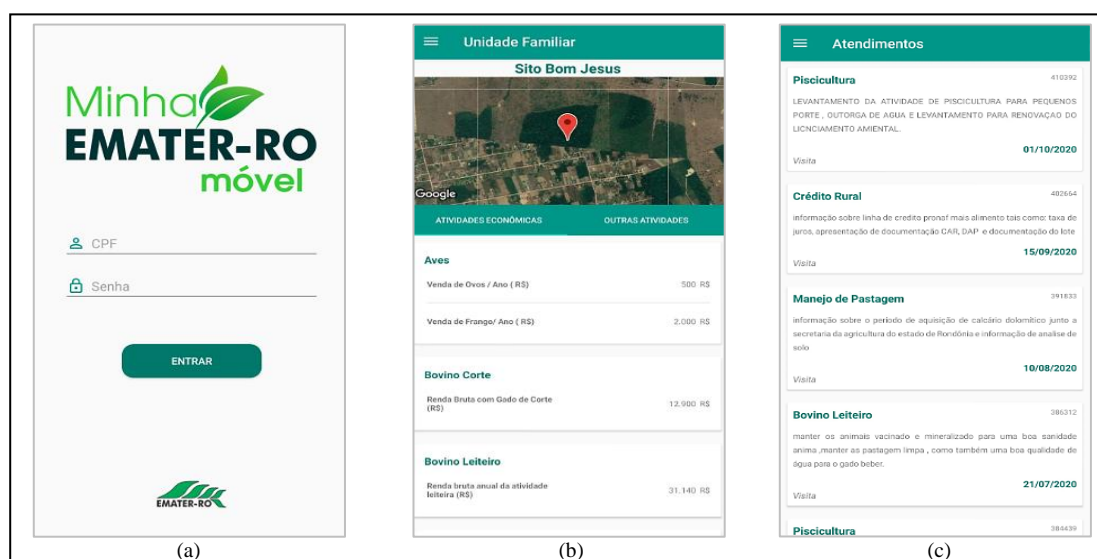 Minha
EMATER-RO
móvel
CPF
Senha
ENTRAR
EMATER-RO
(a)
Unidade Familiar
Sito Bom Jesus
Google
ATIVIDADES ECONÔMICAS OUTRAS ATIVIDADES
Aves
Venda de Ovos / Ano ( R$) 500 R$
Venda de Frango/ Ano ( R$) 2.000 R$
Bovino Corte
Renda Bruta com Gado de Corte
(R$) 12.900 R$
Bovino Leiteiro
Renda bruta anual da atividade
leiteira (R$) 31.140 R$
(b)
Atendimentos
Piscicultura 410392
LEVANTAMENTO DA ATIVIDADE DE PISCICULTURA PARA PEQUENOS
PORTE , OUTORGA DE AGUA E LEVANTAMENTO PARA RENOVAÇAO DO
LICNCIAMENTO AMIENTAL.
01/10/2020
Visita
Crédito Rural 402664
informação sobre linha de credito pronaf mais alimento tais como: taxa de
juros, apresentação de documentação CAR, DAP e documentação do lote
15/09/2020
Visita
Manejo de Pastagem 391833
informação sobre o periodo de aquisição de calcário dolomítico junto a
secretaria da agricultura do estado de Rondônia e informação de analise de
solo
10/08/2020
Visita
Bovino Leiteiro 386312
manter os animais vacinado e mineralizado para uma boa sanidade
anima ,manter as pastagem limpa , como também uma boa qualidade de
água para o gado beber.
21/07/2020
Visita
Piscicultura 384439
(c)